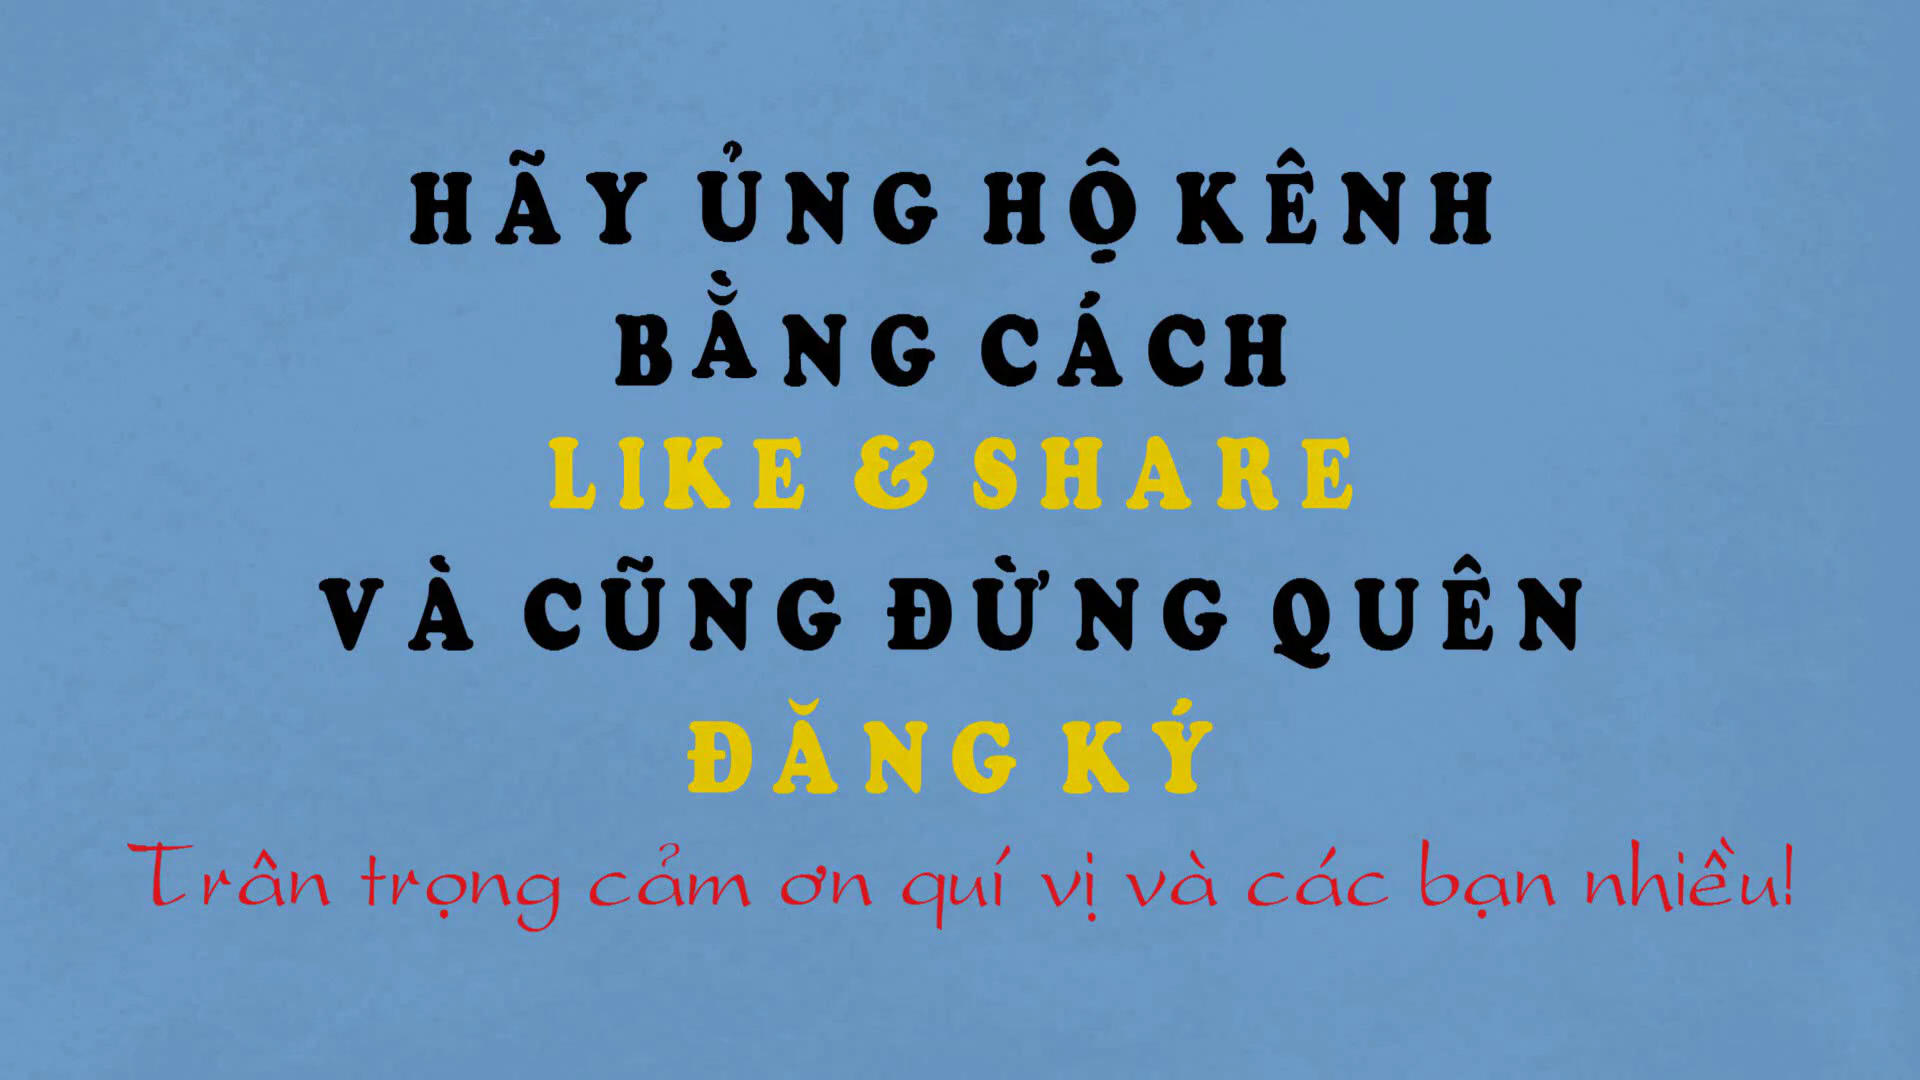 HÃY ỦNG HỘ KÊNH
BẰNG CÁCH
LIKE & SHARE
VÀ CŨNG ĐỪNG QUÊN
ĐĂNG KÝ
Trân trọng cảm ơn quí vị và các bạn nhiều!